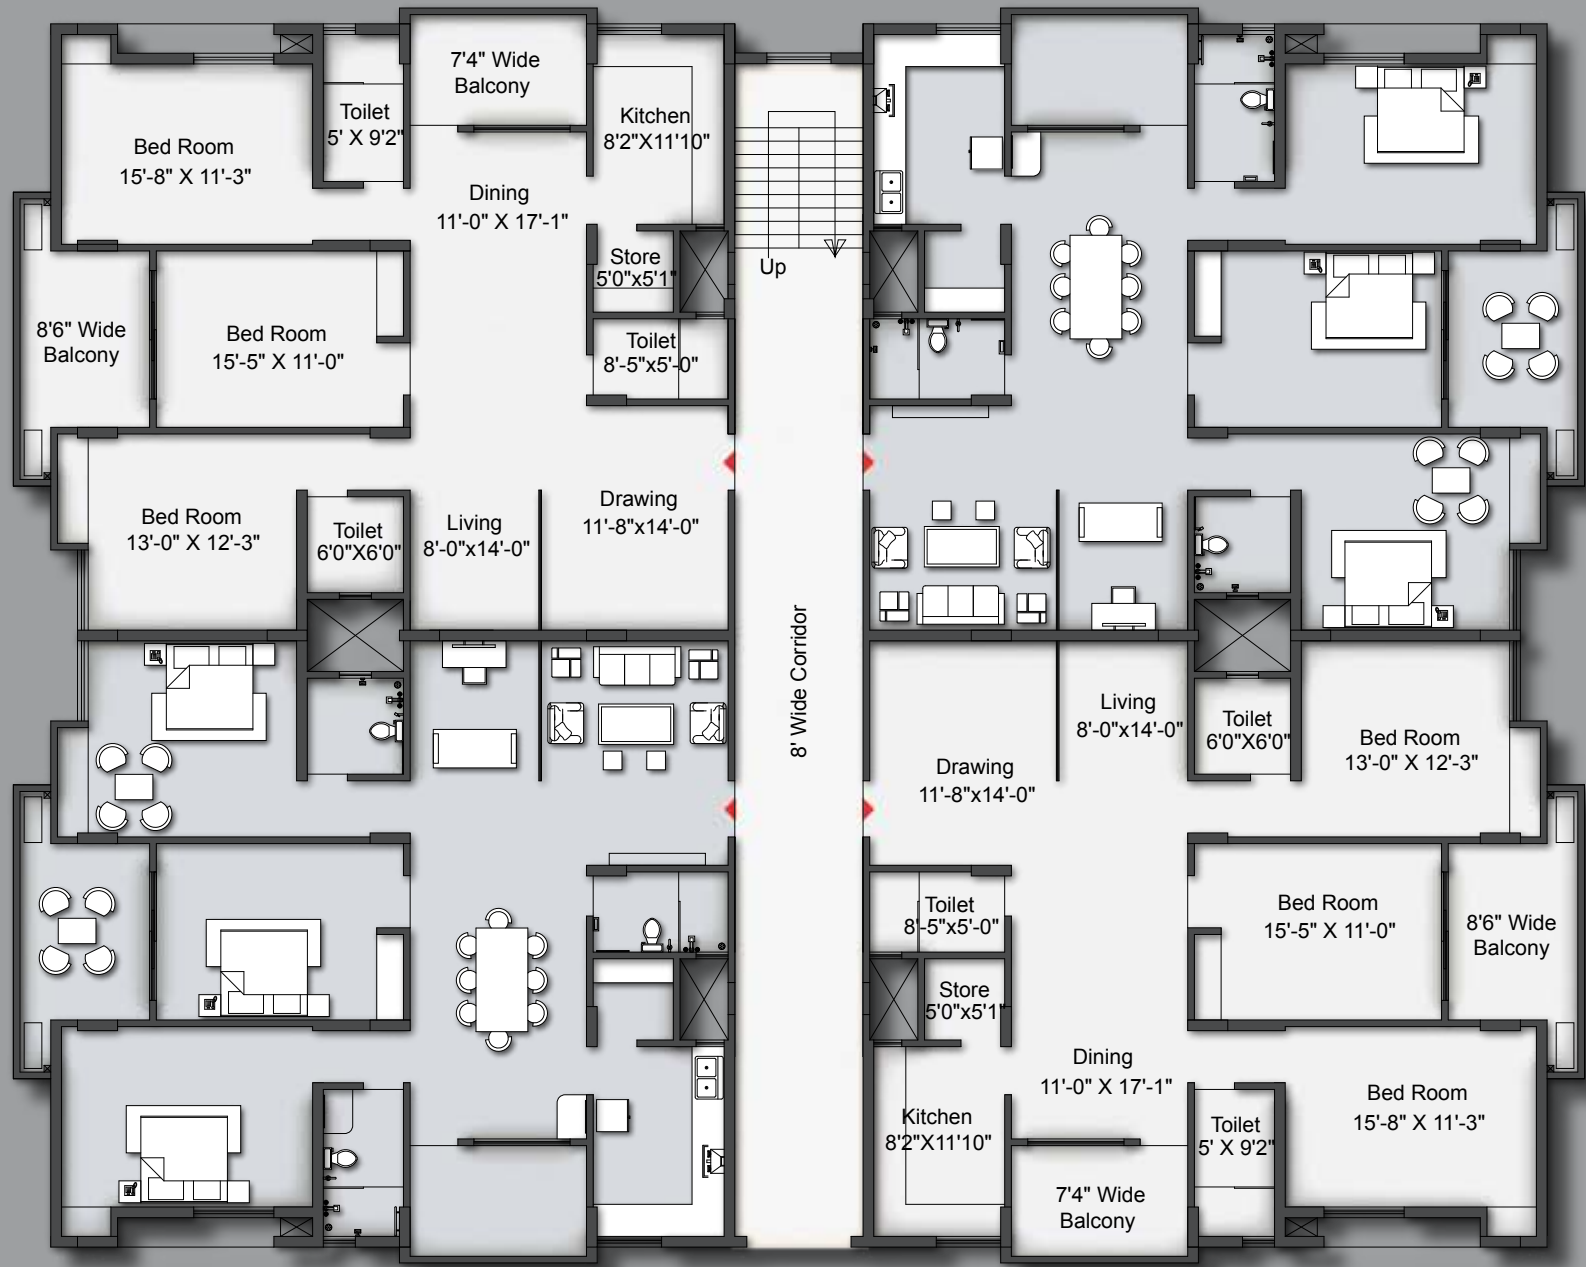 7'4" Wide
Balcony
Toilet
5' X 9'2"
Kitchen
8'2"X11'10"
Bed Room
15'-8" X 11'-3"
Dining
11'-0" X 17'-1"
Store
5'0"x5'1"
Up
8'6" Wide
Balcony
Bed Room
15'-5" X 11'-0"
Toilet
8'-5"x5'-0"
Bed Room
13'-0" X 12'-3"
Toilet
6'0"X6'0"
Living
8'-0"x14'-0"
Drawing
11'-8"x14'-0"
8' Wide Corridor
Living
8'-0"x14'-0"
Toilet
6'0"X6'0"
Bed Room
13'-0" X 12'-3"
Drawing
11'-8"x14'-0"
Toilet
8'-5"x5'-0"
Bed Room
15'-5" X 11'-0"
8'6" Wide
Balcony
Store
5'0"x5'1"
Dining
11'-0" X 17'-1"
Kitchen
8'2"X11'10"
Toilet
5' X 9'2"
Bed Room
15'-8" X 11'-3"
7'4" Wide
Balcony